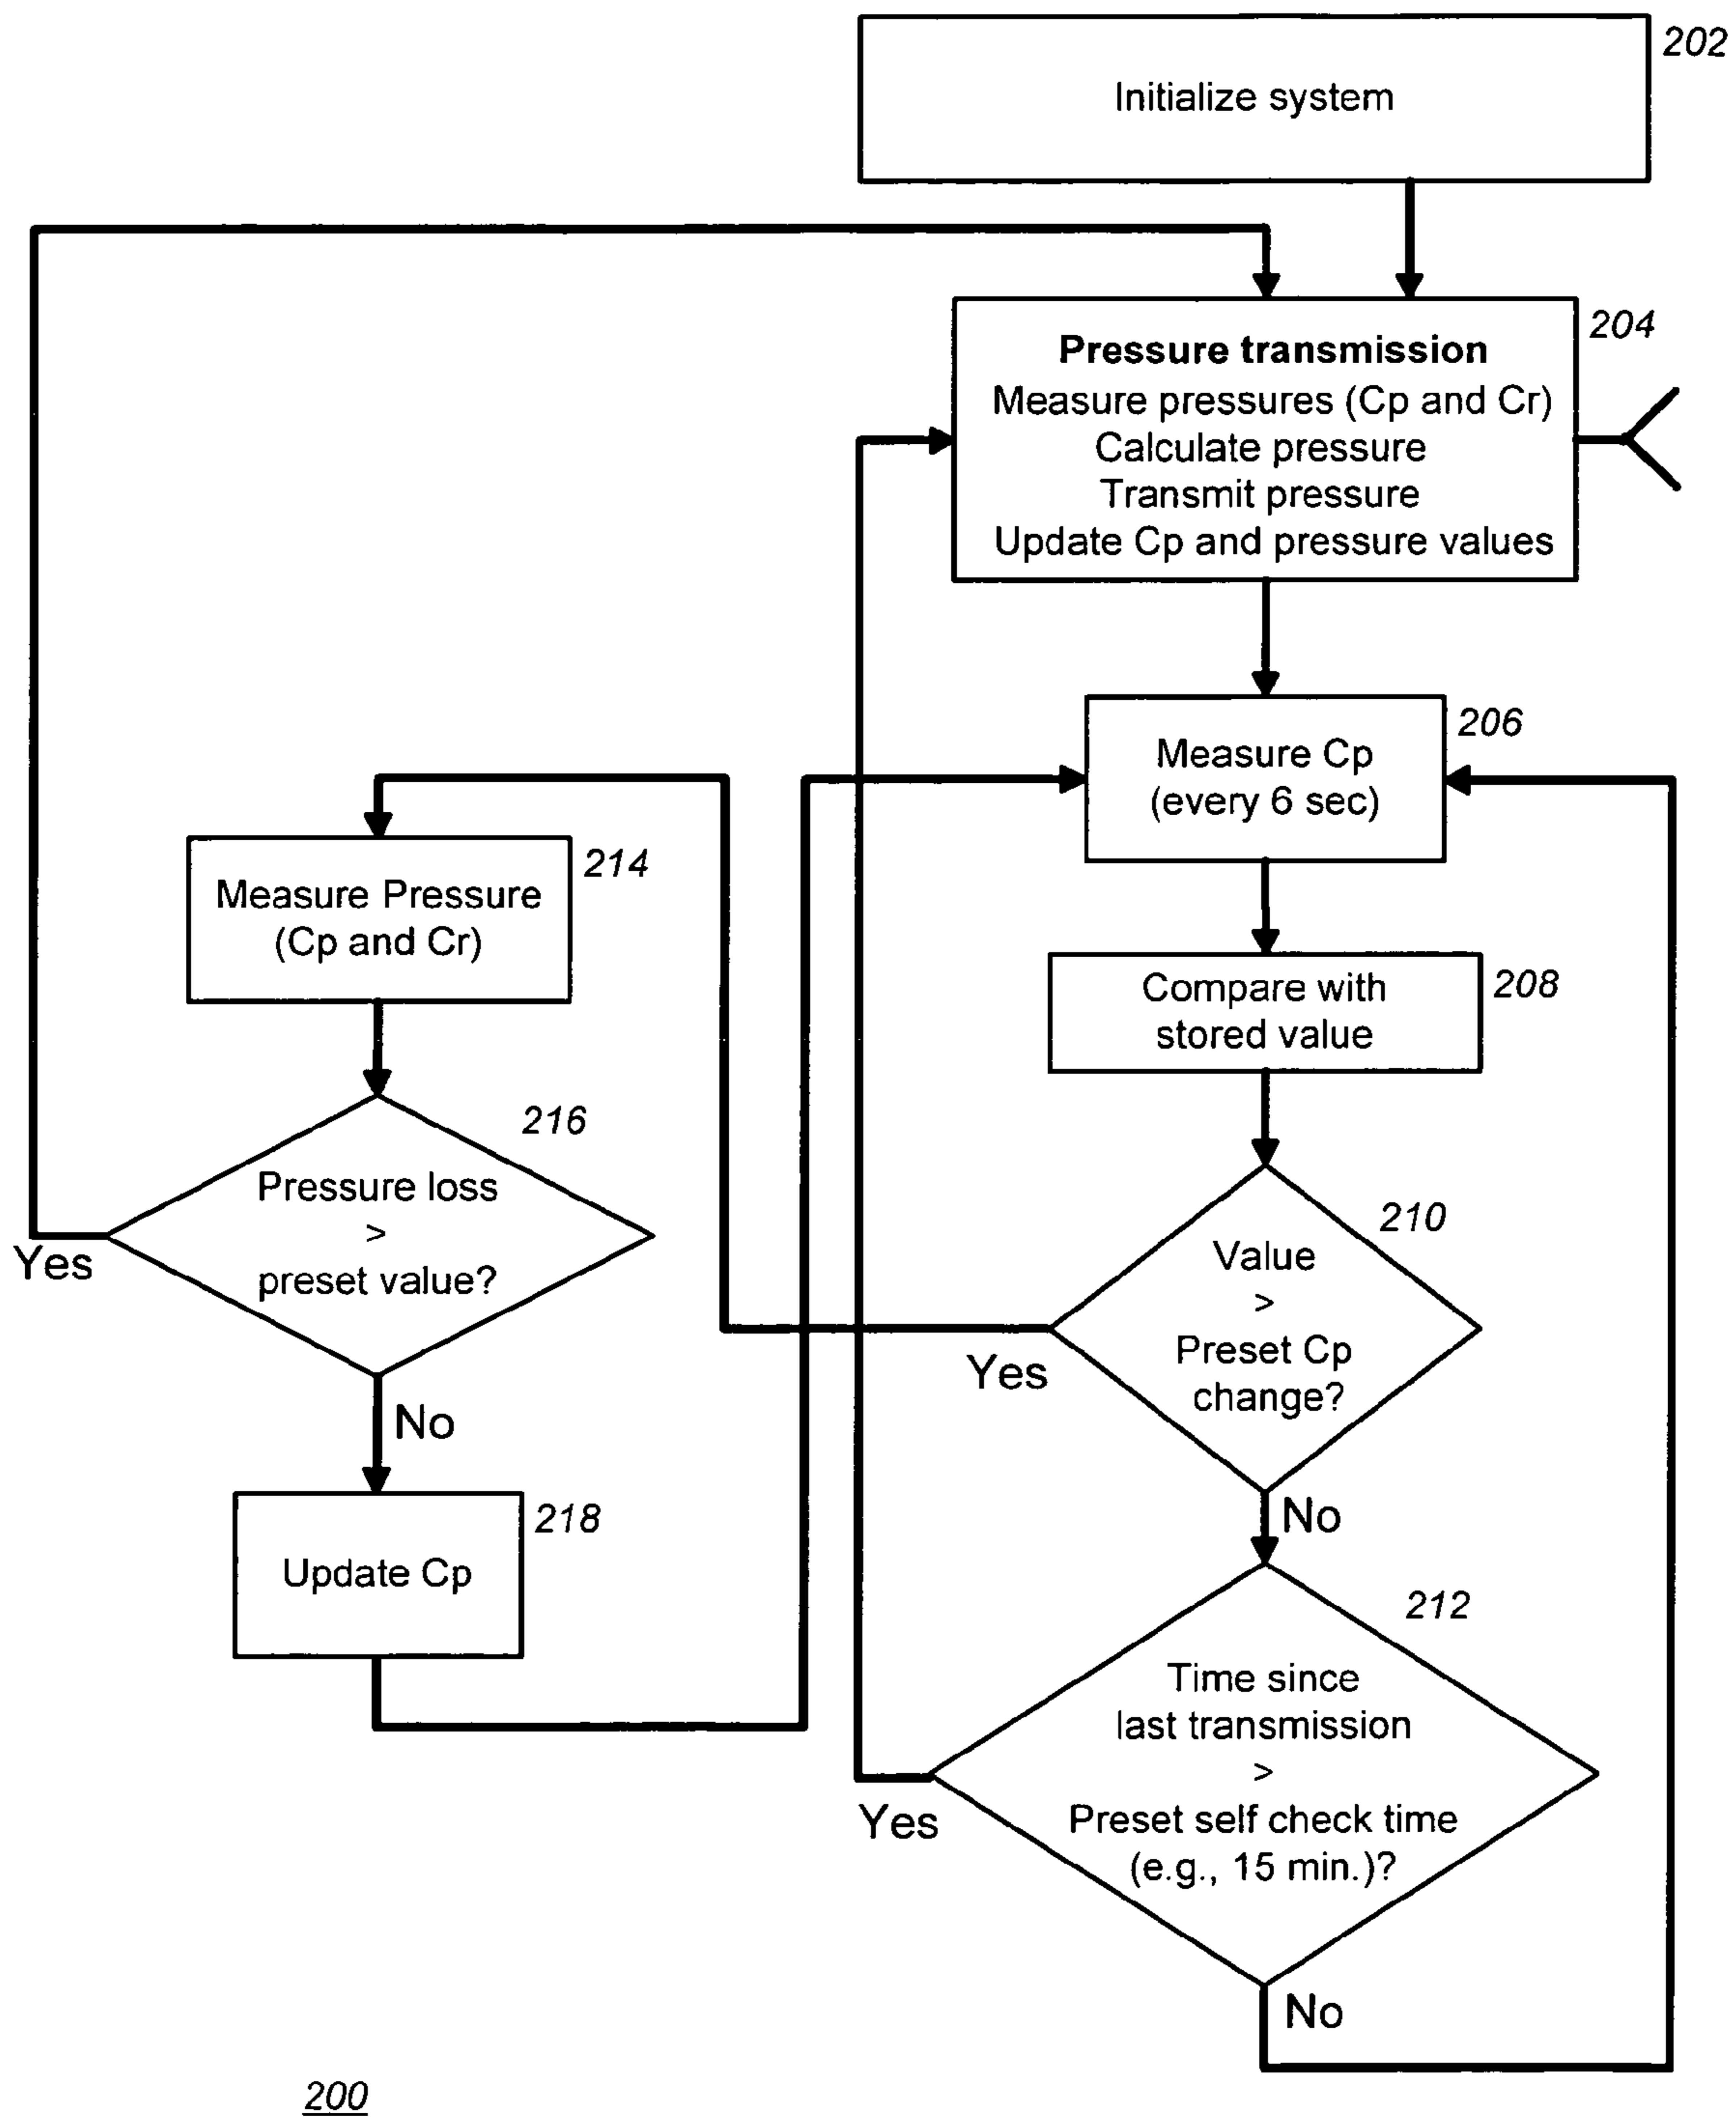 202
Initialize system
204
Pressure transmission
Measure pressures (Cp and Cr)
Calculate pressure
Transmit pressure
Update Cp and pressure values
206
Measure Cp
(every 6 sec)
208
Compare with
stored value
210
Value
>
Preset Cp
change?
Yes
No
212
Time since
last transmission
>
Preset self check time
(e.g., 15 min.)?
Yes
No
214
Measure Pressure
(Cp and Cr)
216
Pressure loss
>
preset value?
Yes
No
218
Update Cp
200